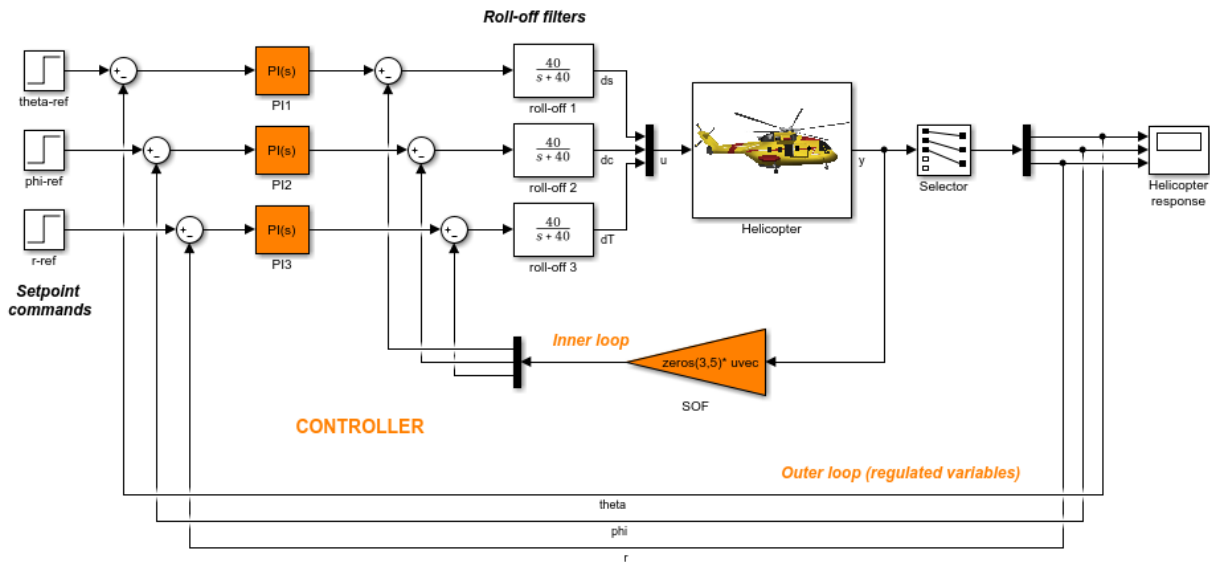 Roll-off filters
+
−
PI(s)
PI1
+
−
40
s + 40
ds
roll-off 1
theta-ref
+
−
PI(s)
PI2
+
−
40
s + 40
dc
roll-off 2
phi-ref
u
Helicopter
y
Selector
Helicopter
response
+
−
PI(s)
PI3
+
−
40
s + 40
dT
roll-off 3
r-ref
Setpoint
commands
Inner loop
zeros(3,5)* uvec
SOF
CONTROLLER
Outer loop (regulated variables)
theta
phi
r